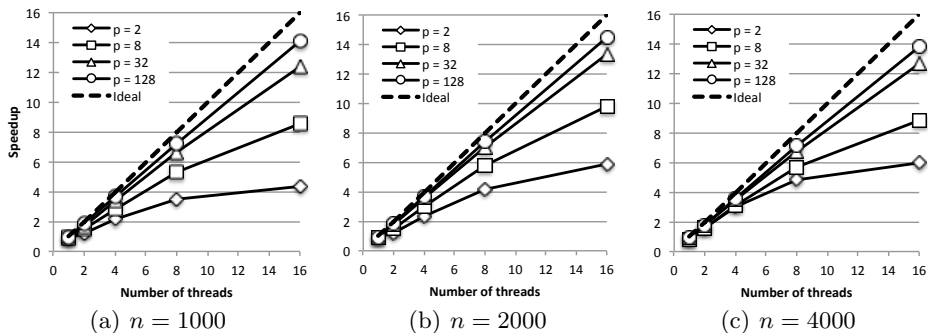 16
14
12
10
8
6
4
2
0
Speedup
p = 2
p = 8
p = 32
p = 128
Ideal
0 2 4 6 8 10 12 14 16
Number of threads
(a) n = 1000
16
14
12
10
8
6
4
2
0
p = 2
p = 8
p = 32
p = 128
Ideal
0 2 4 6 8 10 12 14 16
Number of threads
(b) n = 2000
16
14
12
10
8
6
4
2
0
p = 2
p = 8
p = 32
p = 128
Ideal
0 2 4 6 8 10 12 14 16
Number of threads
(c) n = 4000